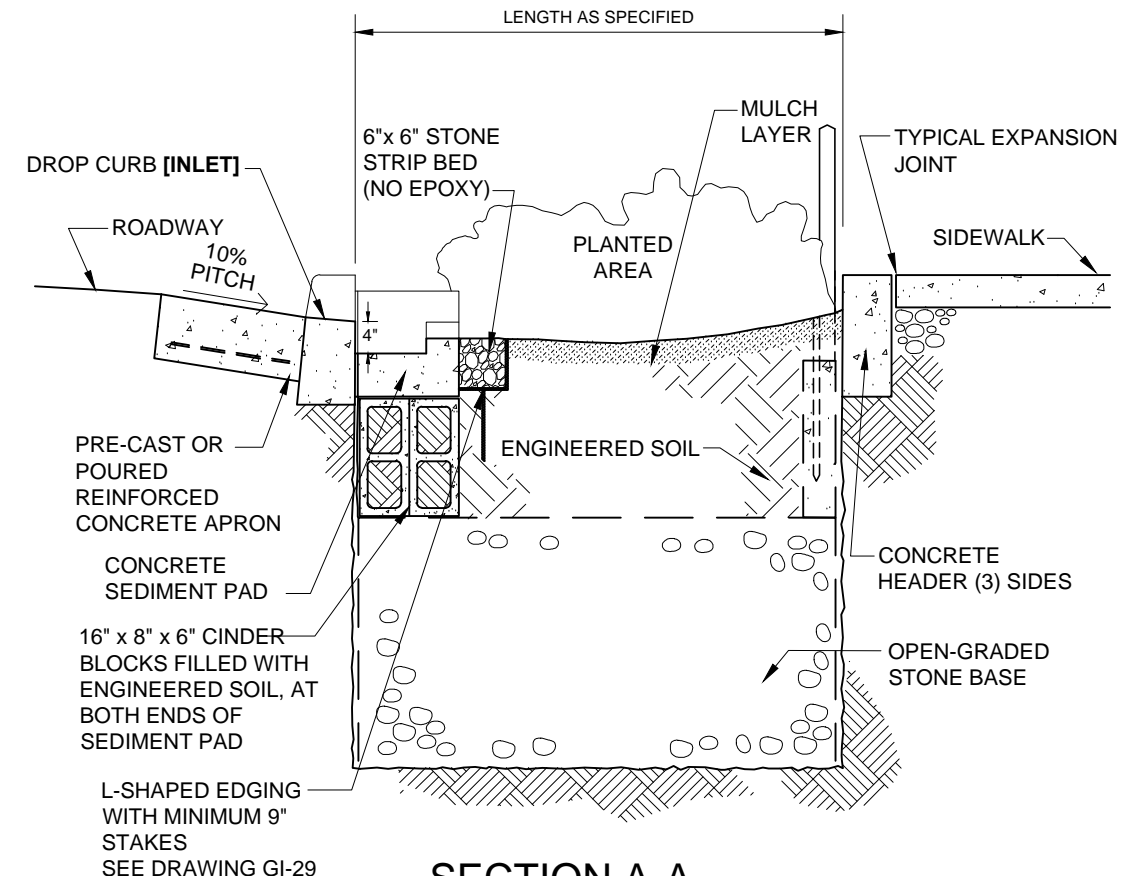 LENGTH AS SPECIFIED
MULCH
LAYER
6"x 6" STONE
STRIP BED
(NO EPOXY)
TYPICAL EXPANSION
JOINT
DROP CURB [INLET]
ROADWAY
10%
PITCH
PLANTED
AREA
SIDEWALK
4"
PRE-CAST OR
POURED
REINFORCED
CONCRETE APRON
ENGINEERED SOIL
CONCRETE
SEDIMENT PAD
CONCRETE
HEADER (3) SIDES
16" x 8" x 6" CINDER
BLOCKS FILLED WITH
ENGINEERED SOIL, AT
BOTH ENDS OF
SEDIMENT PAD
OPEN-GRADED
STONE BASE
L-SHAPED EDGING
WITH MINIMUM 9"
STAKES
SEE DRAWING GI-29
SECTION A-A